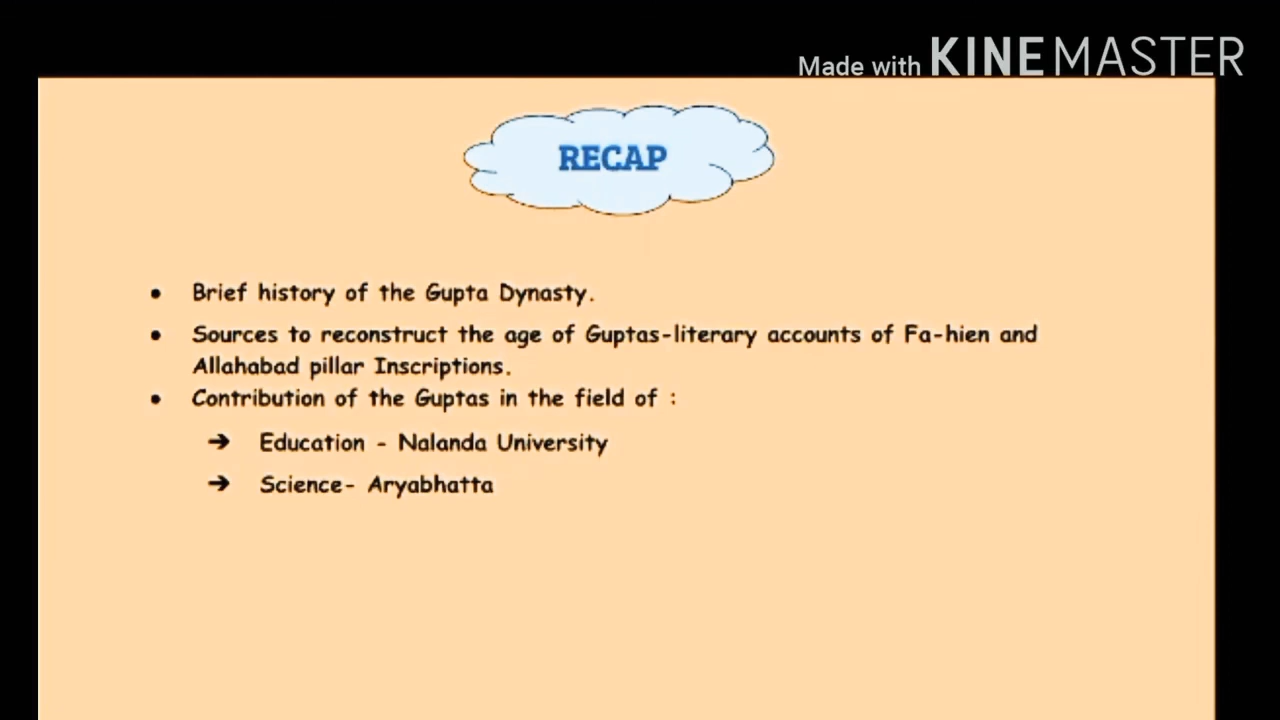 Made with KINEMASTER
RECAP
• Brief history of the Gupta Dynasty.
• Sources to reconstruct the age of Guptas-literary accounts of Fa-hien and
Allahabad pillar Inscriptions.
• Contribution of the Guptas in the field of :
➔ Education - Nalanda University
➔ Science- Aryabhatta